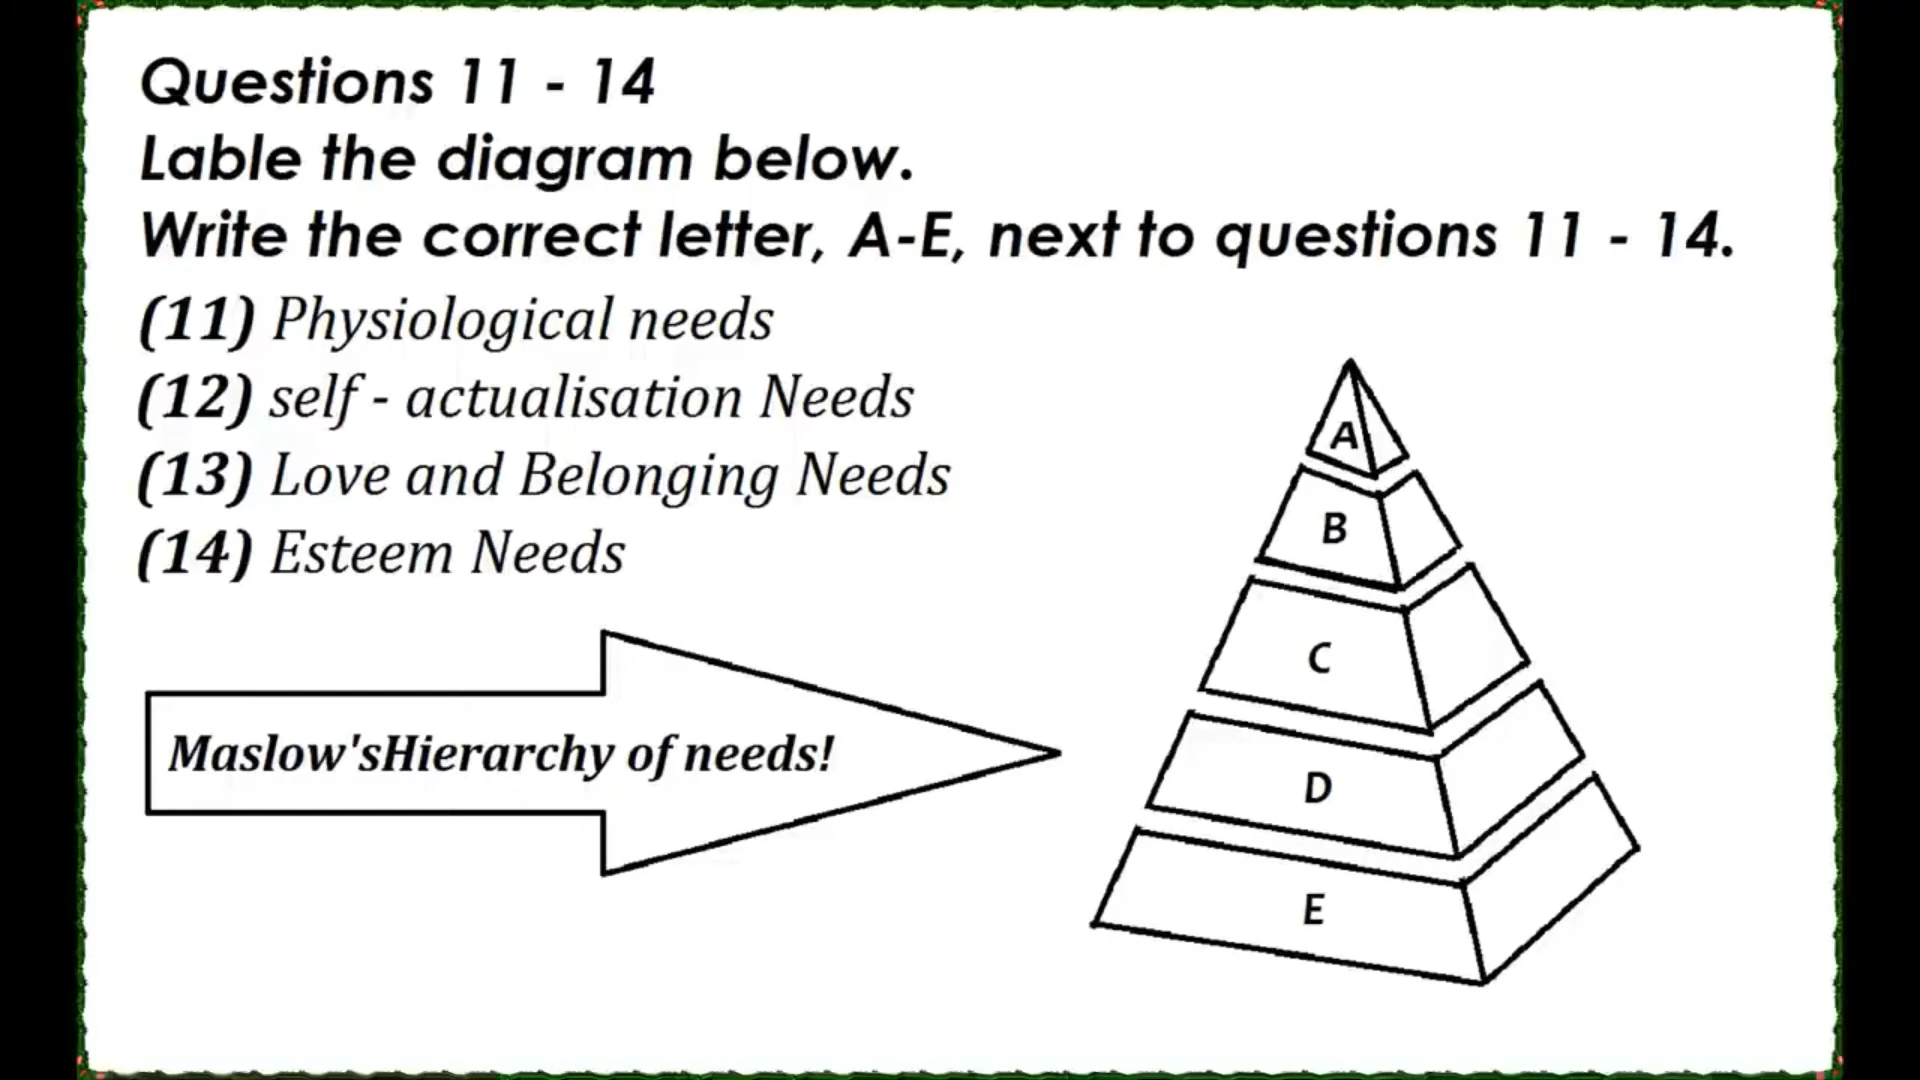 Questions 11 - 14
Lable the diagram below.
Write the correct letter, A-E, next to questions 11 - 14.
(11) Physiological needs
(12) self - actualisation Needs
(13) Love and Belonging Needs
(14) Esteem Needs
Maslow'sHierarchy of needs!
A
B
C
D
E